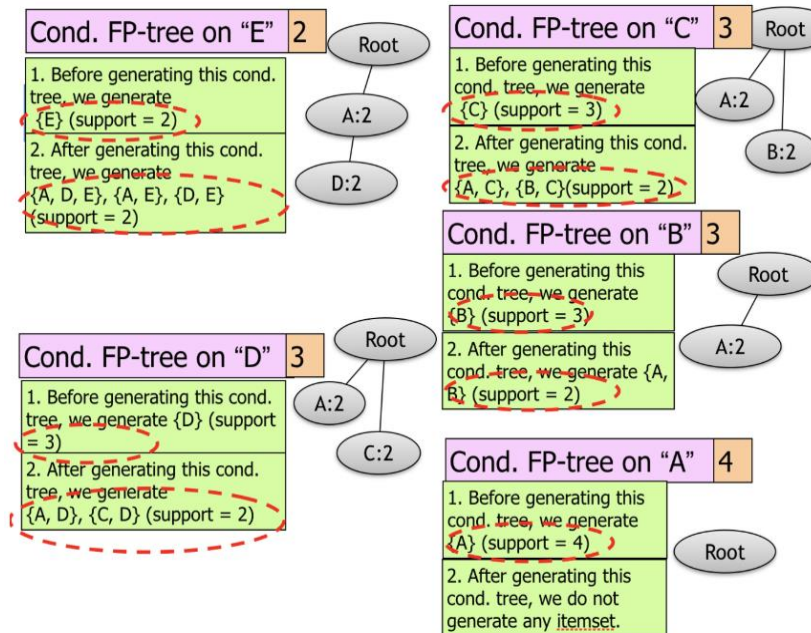 Cond. FP-tree on “E” 2
1. Before generating this cond.
tree, we generate
{E} (support = 2)
2. After generating this cond.
tree, we generate
{A, D, E}, {A, E}, {D, E}
(support = 2)
Root
A:2
D:2
Cond. FP-tree on “C” 3
1. Before generating this
cond. tree, we generate
{C} (support = 3)
2. After generating this cond.
tree, we generate
{A, C}, {B, C}(support = 2)
Root
A:2
B:2
Cond. FP-tree on “B” 3
1. Before generating this
cond. tree, we generate
{B} (support = 3)
2. After generating this
cond. tree, we generate {A,
B} (support = 2)
Root
A:2
Cond. FP-tree on “D” 3
1. Before generating this cond.
tree, we generate {D} (support
= 3)
2. After generating this cond.
tree, we generate
{A, D}, {C, D} (support = 2)
Root
A:2
C:2
Cond. FP-tree on “A” 4
1. Before generating this
cond. tree, we generate
{A} (support = 4)
2. After generating this
cond. tree, we do not
generate any itemset.
Root